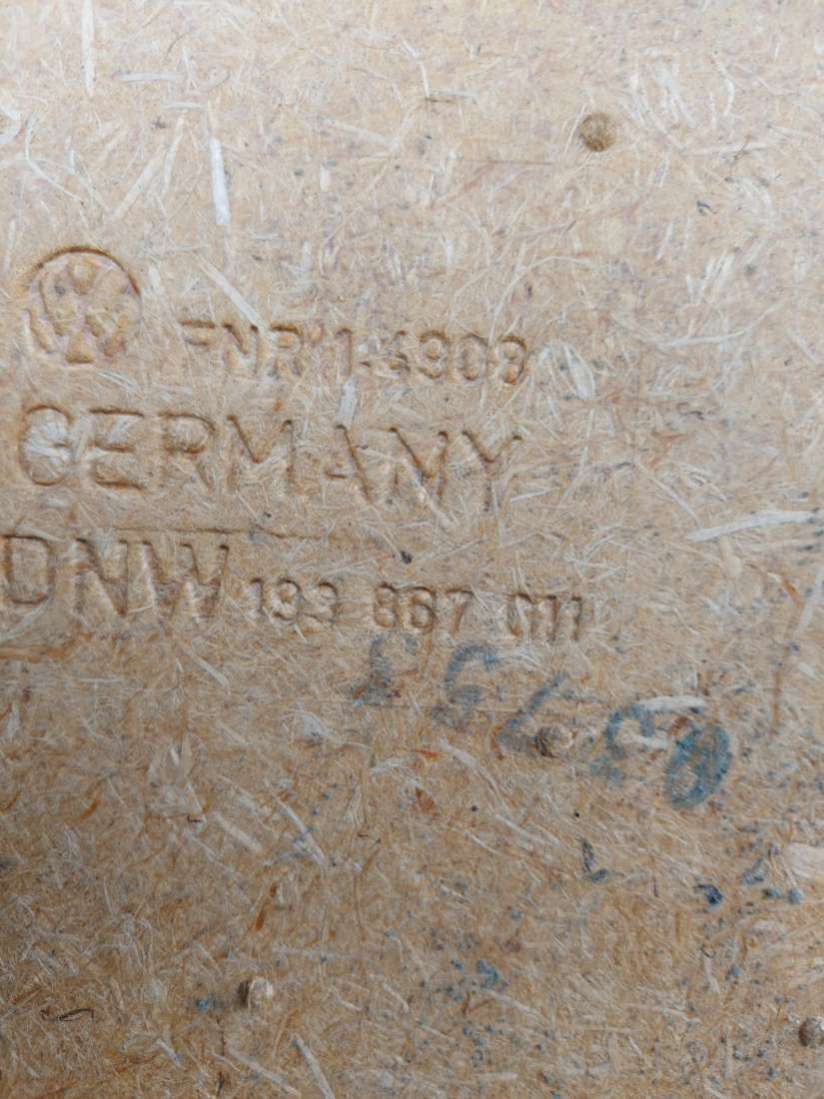 FNR 1.4909
GERMANY
DNW 193 867 011